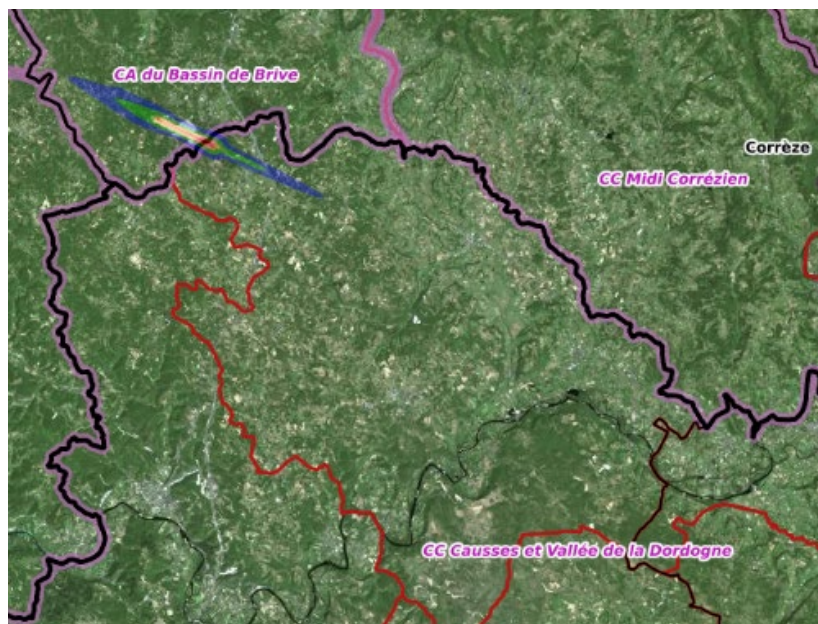 CA du Bassin de Brive
Corrèze
CC Midi Corrézien
CC Causses et Vallée de la Dordogne